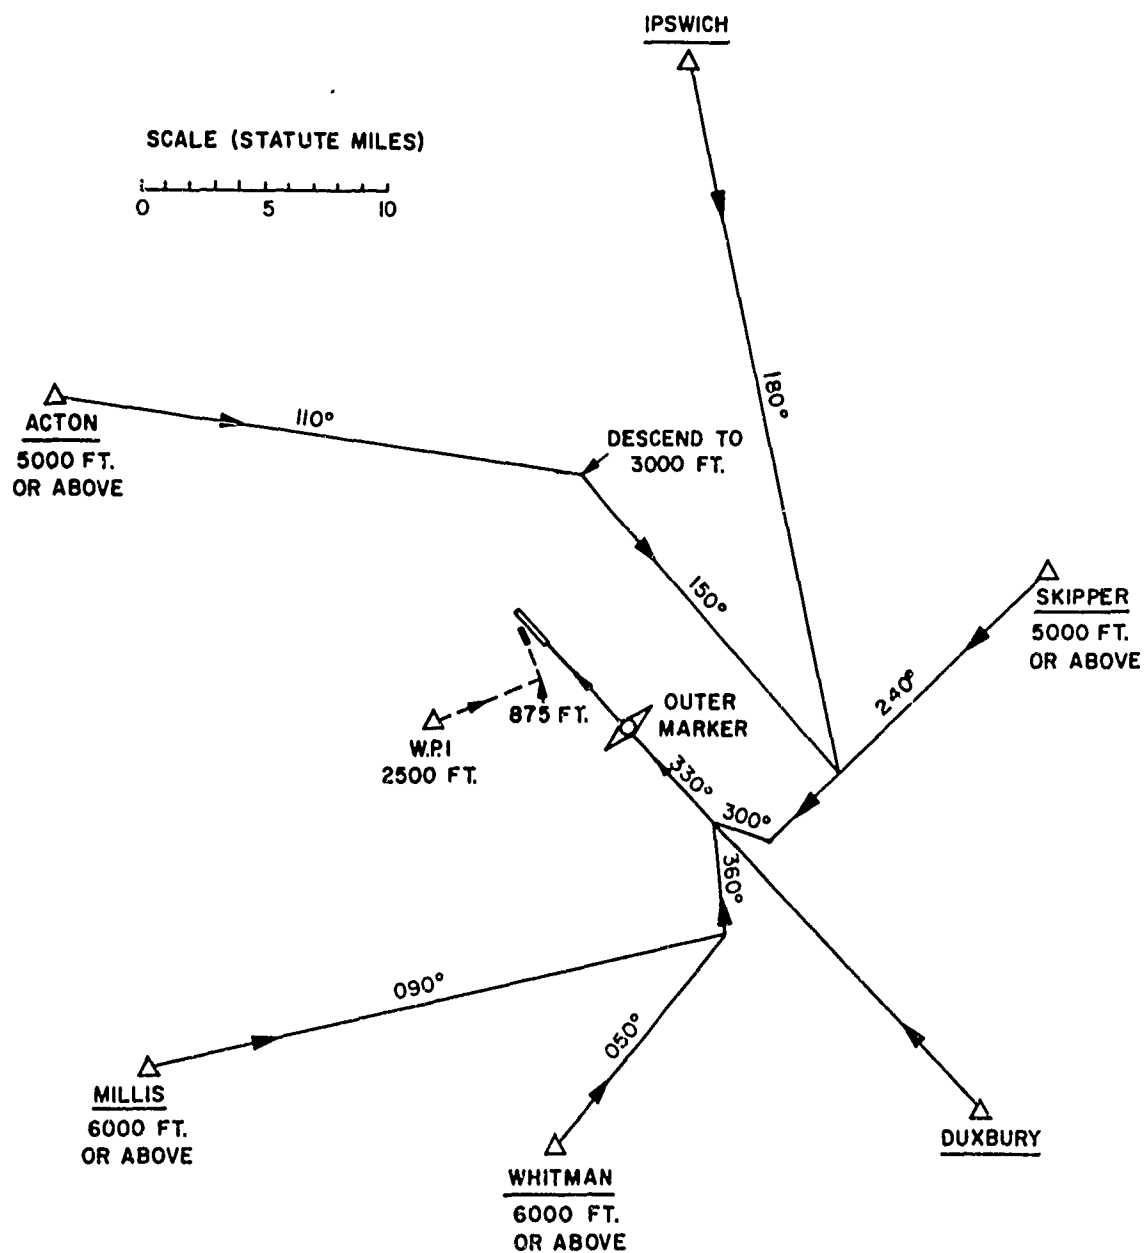 IPSWICH
SCALE (STATUTE MILES)
0 5 10
180°
ACTON
5000 FT.
OR ABOVE
110°
DESCEND TO
3000 FT.
150°
SKIPPER
5000 FT.
OR ABOVE
240°
OUTER
MARKER
875 FT.
W.P.I
2500 FT.
330°
300°
360°
090°
050°
MILLIS
6000 FT.
OR ABOVE
WHITMAN
6000 FT.
OR ABOVE
DUXBURY